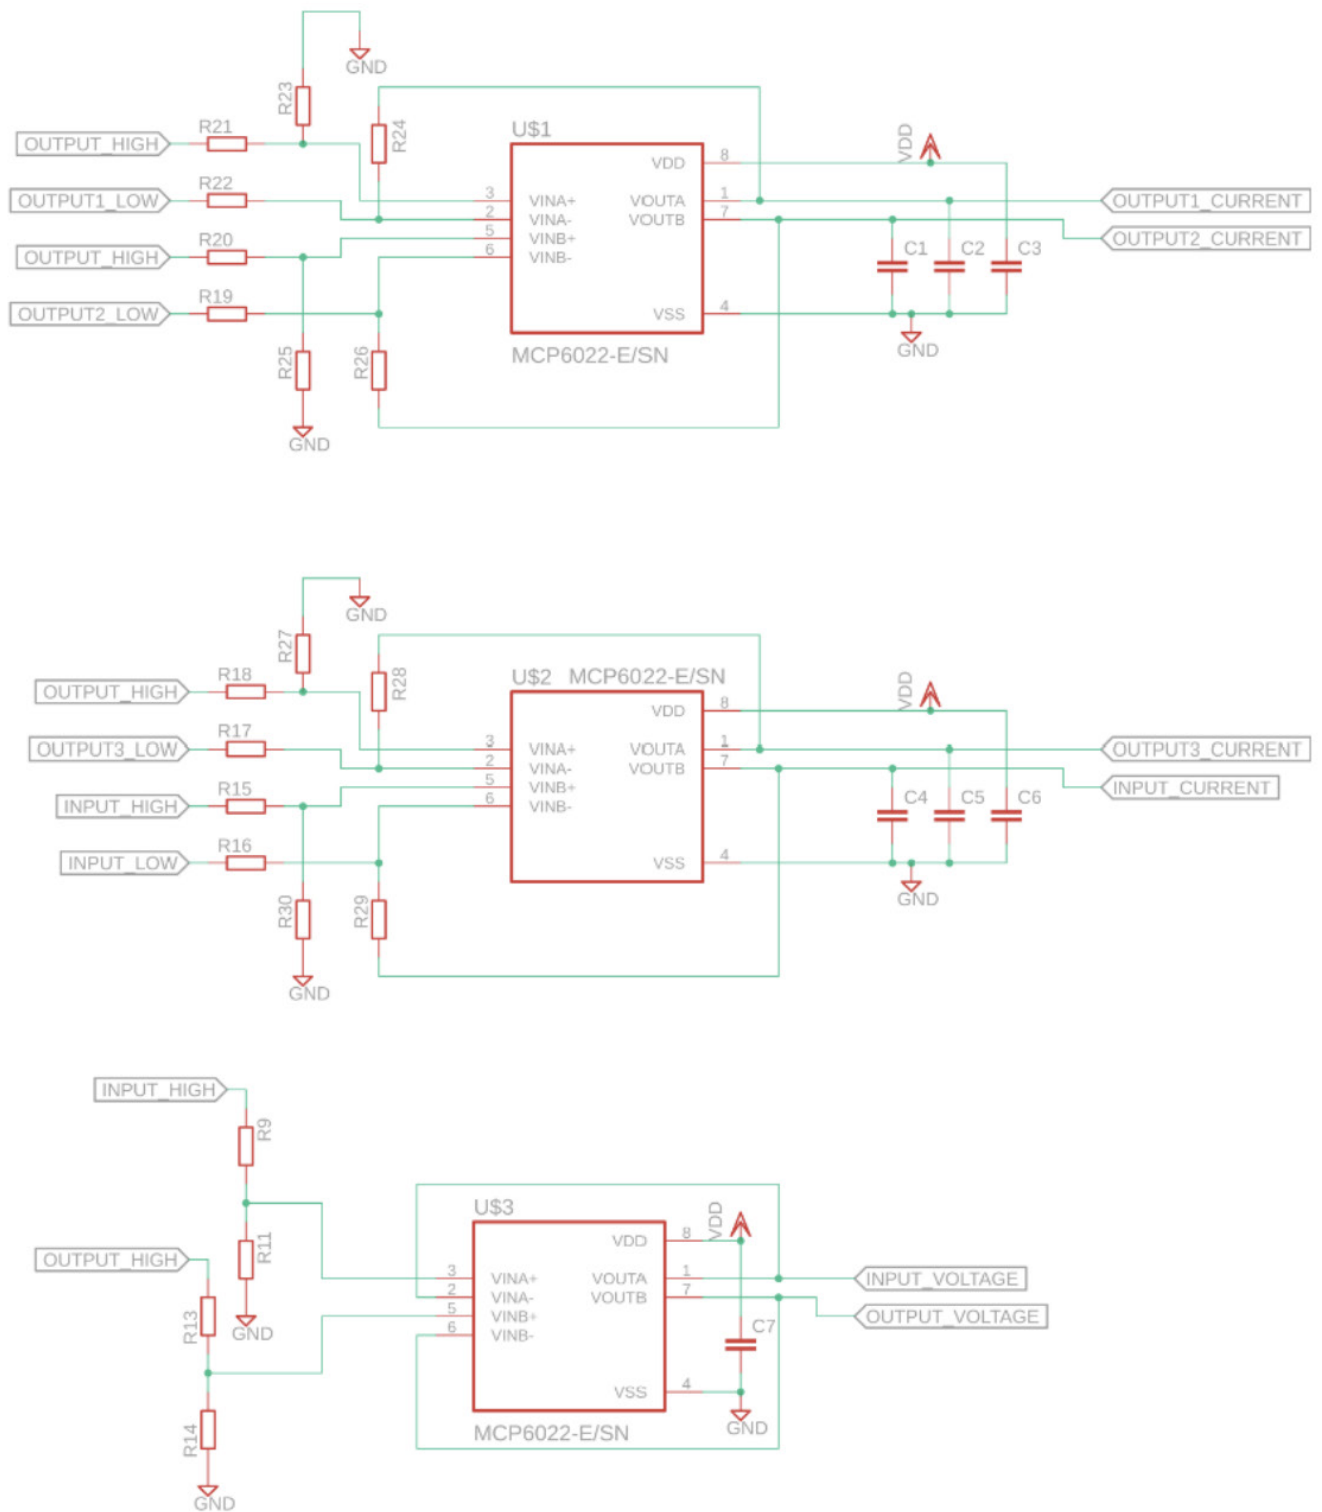 GND
R23
R21
OUTPUT_HIGH
R24
U$1
VDD
8
VDD
R22
OUTPUT1_LOW
3
VINA+
VOUTA
1
OUTPUT1_CURRENT
2
VINA-
VOUTB
7
R20
5
VINB+
OUTPUT2_CURRENT
OUTPUT_HIGH
6
VINB-
C1
C2
C3
R19
OUTPUT2_LOW
VSS
4
GND
R25
R26
MCP6022-E/SN
GND
GND
R27
R18
OUTPUT_HIGH
R28
U$2
MCP6022-E/SN
VDD
8
VDD
R17
OUTPUT3_LOW
3
VINA+
VOUTA
1
OUTPUT3_CURRENT
2
VINA-
VOUTB
7
R15
5
VINB+
INPUT_CURRENT
INPUT_HIGH
6
VINB-
C4
C5
C6
R16
INPUT_LOW
VSS
4
GND
R30
R29
GND
INPUT_HIGH
R9
U$3
VDD
R11
OUTPUT_HIGH
VDD
8
3
VINA+
VOUTA
1
INPUT_VOLTAGE
2
VINA-
VOUTB
7
R13
GND
5
VINB+
OUTPUT_VOLTAGE
6
VINB-
C7
VSS
4
R14
MCP6022-E/SN
GND
GND